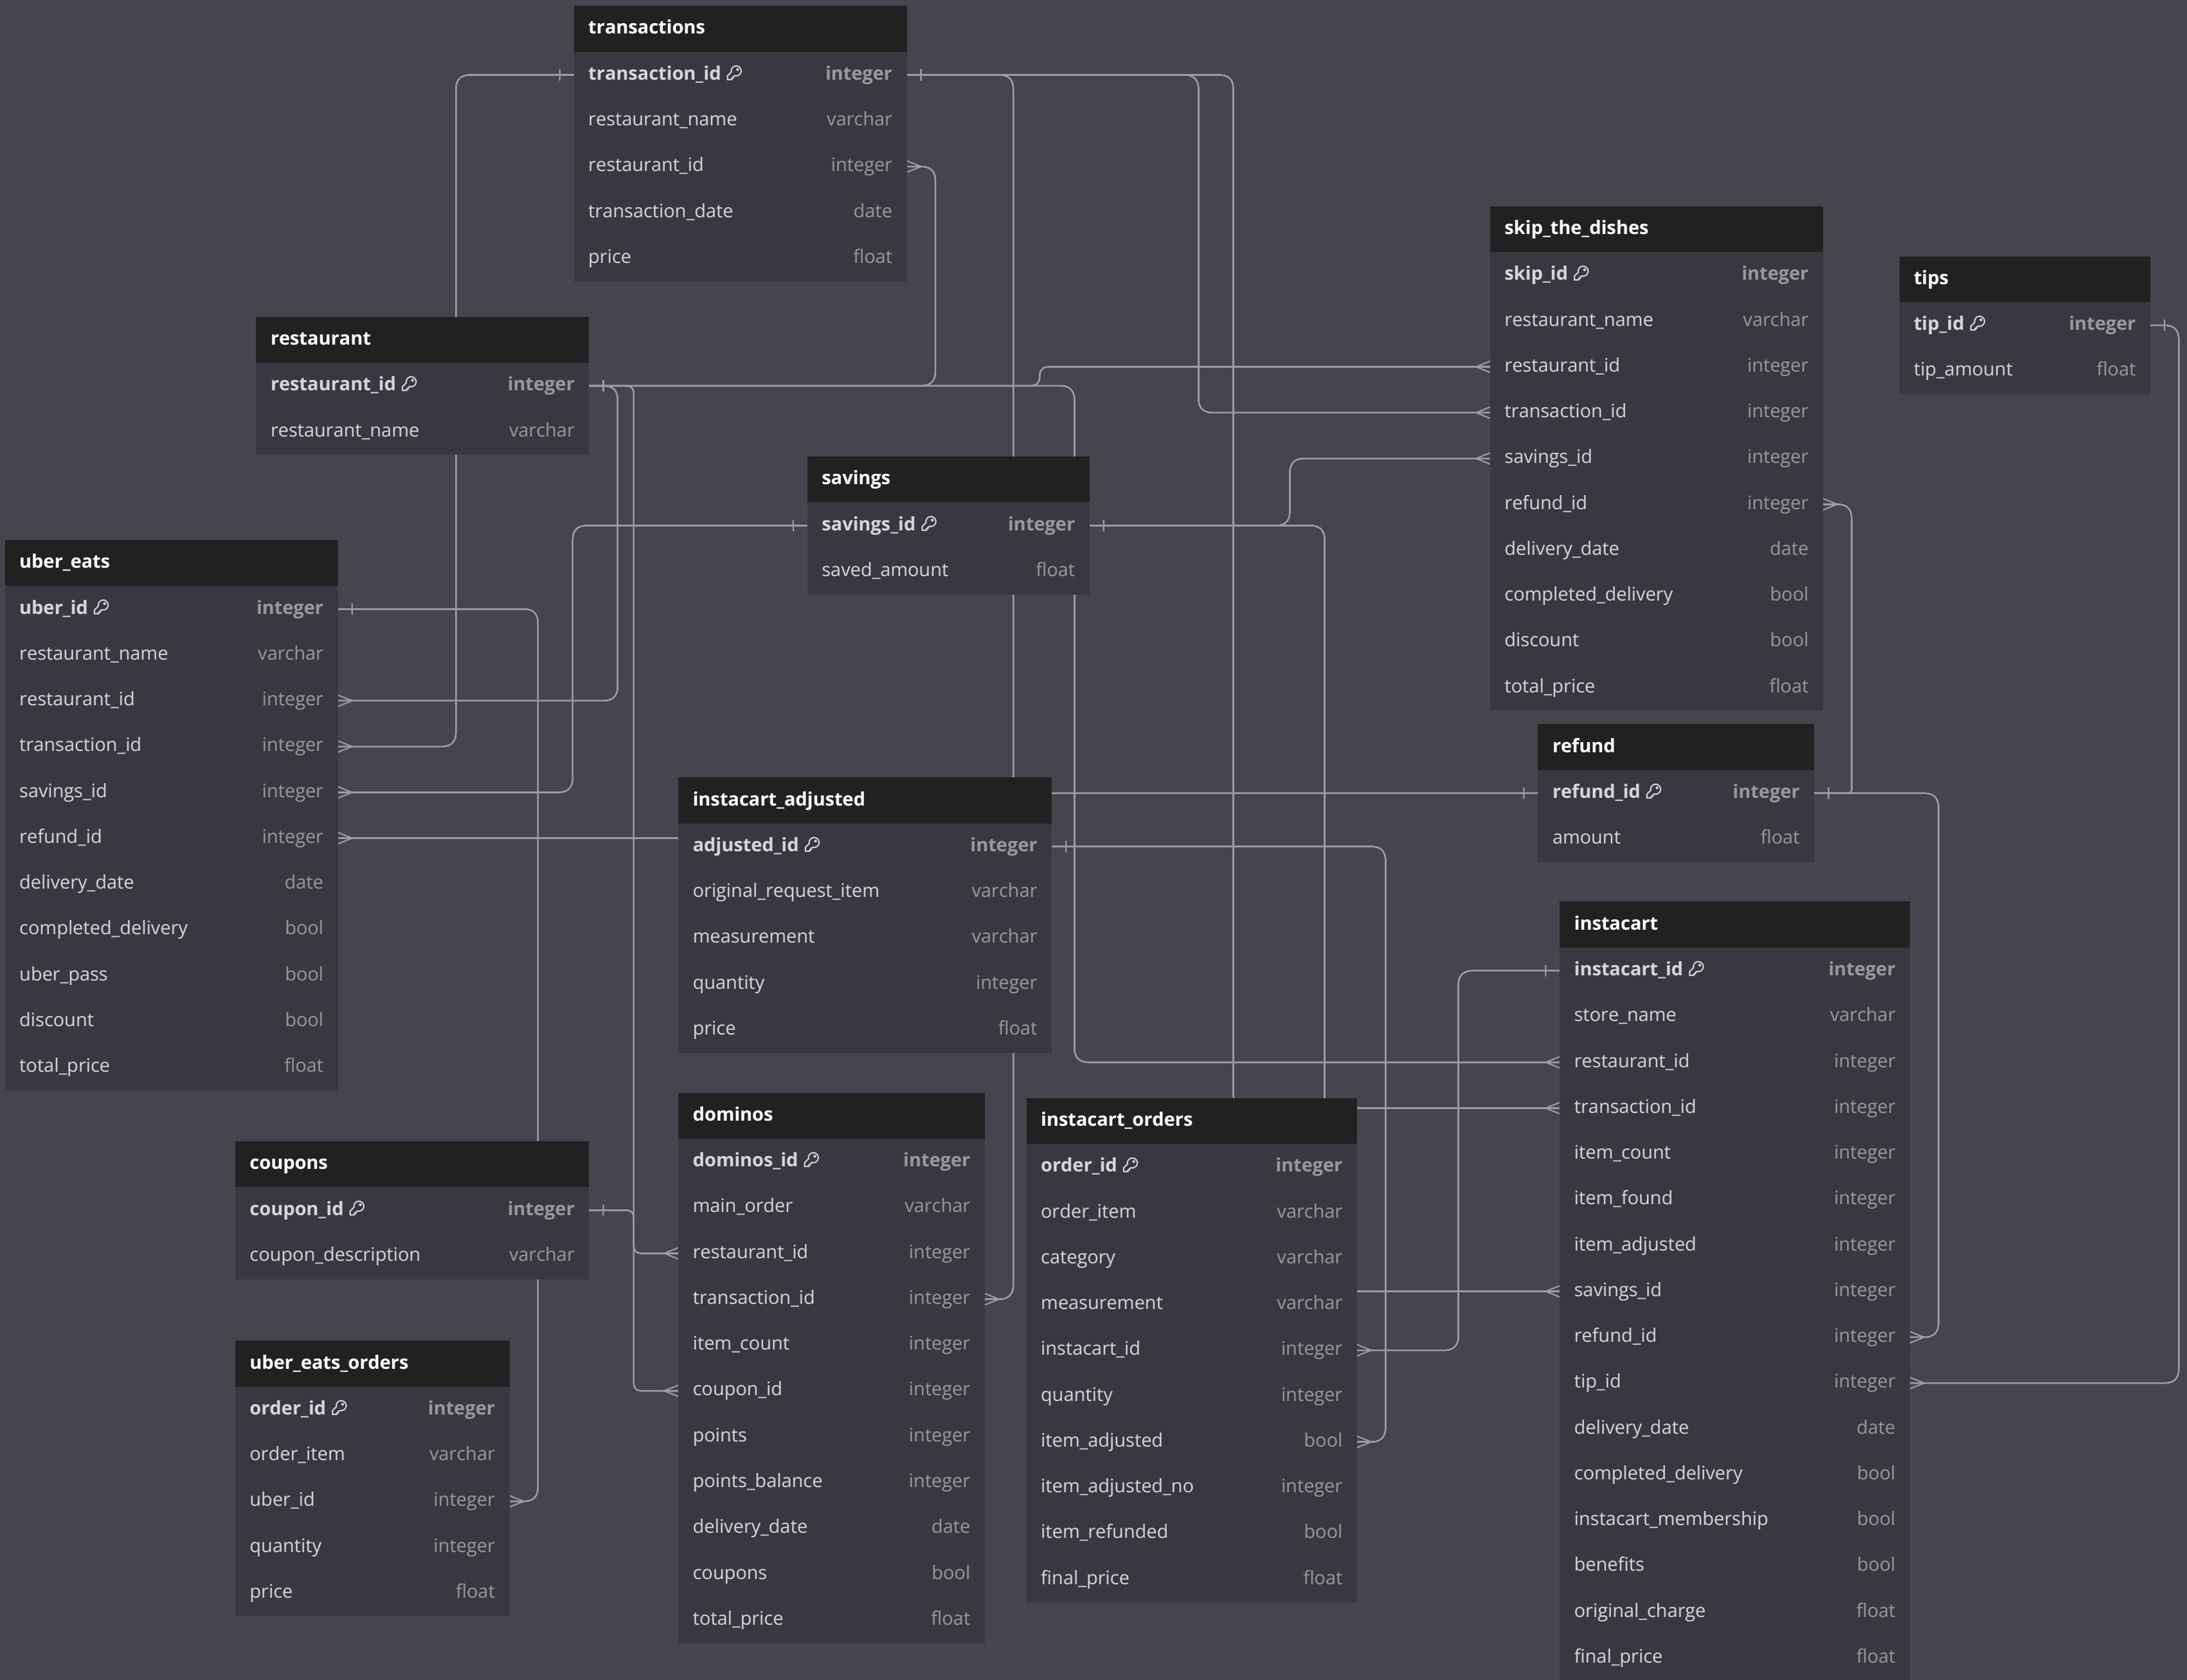 transactions
transaction_id integer
restaurant_name varchar
restaurant_id integer
transaction_date date
price float
restaurant
restaurant_id integer
restaurant_name varchar
skip_the_dishes
skip_id integer
restaurant_name varchar
restaurant_id integer
transaction_id integer
savings_id integer
refund_id integer
delivery_date date
completed_delivery bool
discount bool
total_price float
tips
tip_id integer
tip_amount float
savings
savings_id integer
saved_amount float
uber_eats
uber_id integer
restaurant_name varchar
restaurant_id integer
transaction_id integer
savings_id integer
refund_id integer
delivery_date date
completed_delivery bool
uber_pass bool
discount bool
total_price float
refund
refund_id integer
amount float
instacart_adjusted
adjusted_id integer
original_request_item varchar
measurement varchar
quantity integer
price float
instacart
instacart_id integer
store_name varchar
restaurant_id integer
transaction_id integer
item_count integer
item_found integer
item_adjusted integer
savings_id integer
refund_id integer
tip_id integer
delivery_date date
completed_delivery bool
instacart_membership bool
benefits bool
original_charge float
final_price float
dominos
dominos_id integer
main_order varchar
restaurant_id integer
transaction_id integer
item_count integer
coupon_id integer
points integer
points_balance integer
delivery_date date
coupons bool
total_price float
instacart_orders
order_id integer
order_item varchar
category varchar
measurement varchar
instacart_id integer
quantity integer
item_adjusted bool
item_adjusted_no integer
item_refunded bool
final_price float
coupons
coupon_id integer
coupon_description varchar
uber_eats_orders
order_id integer
order_item varchar
uber_id integer
quantity integer
price float